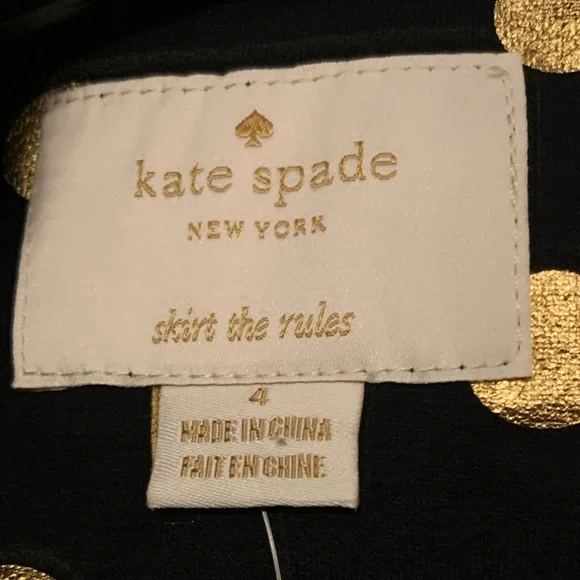 kate spade
NEW YORK
skirt the rules
4
MADE IN CHINA
FAIT EN CHINE